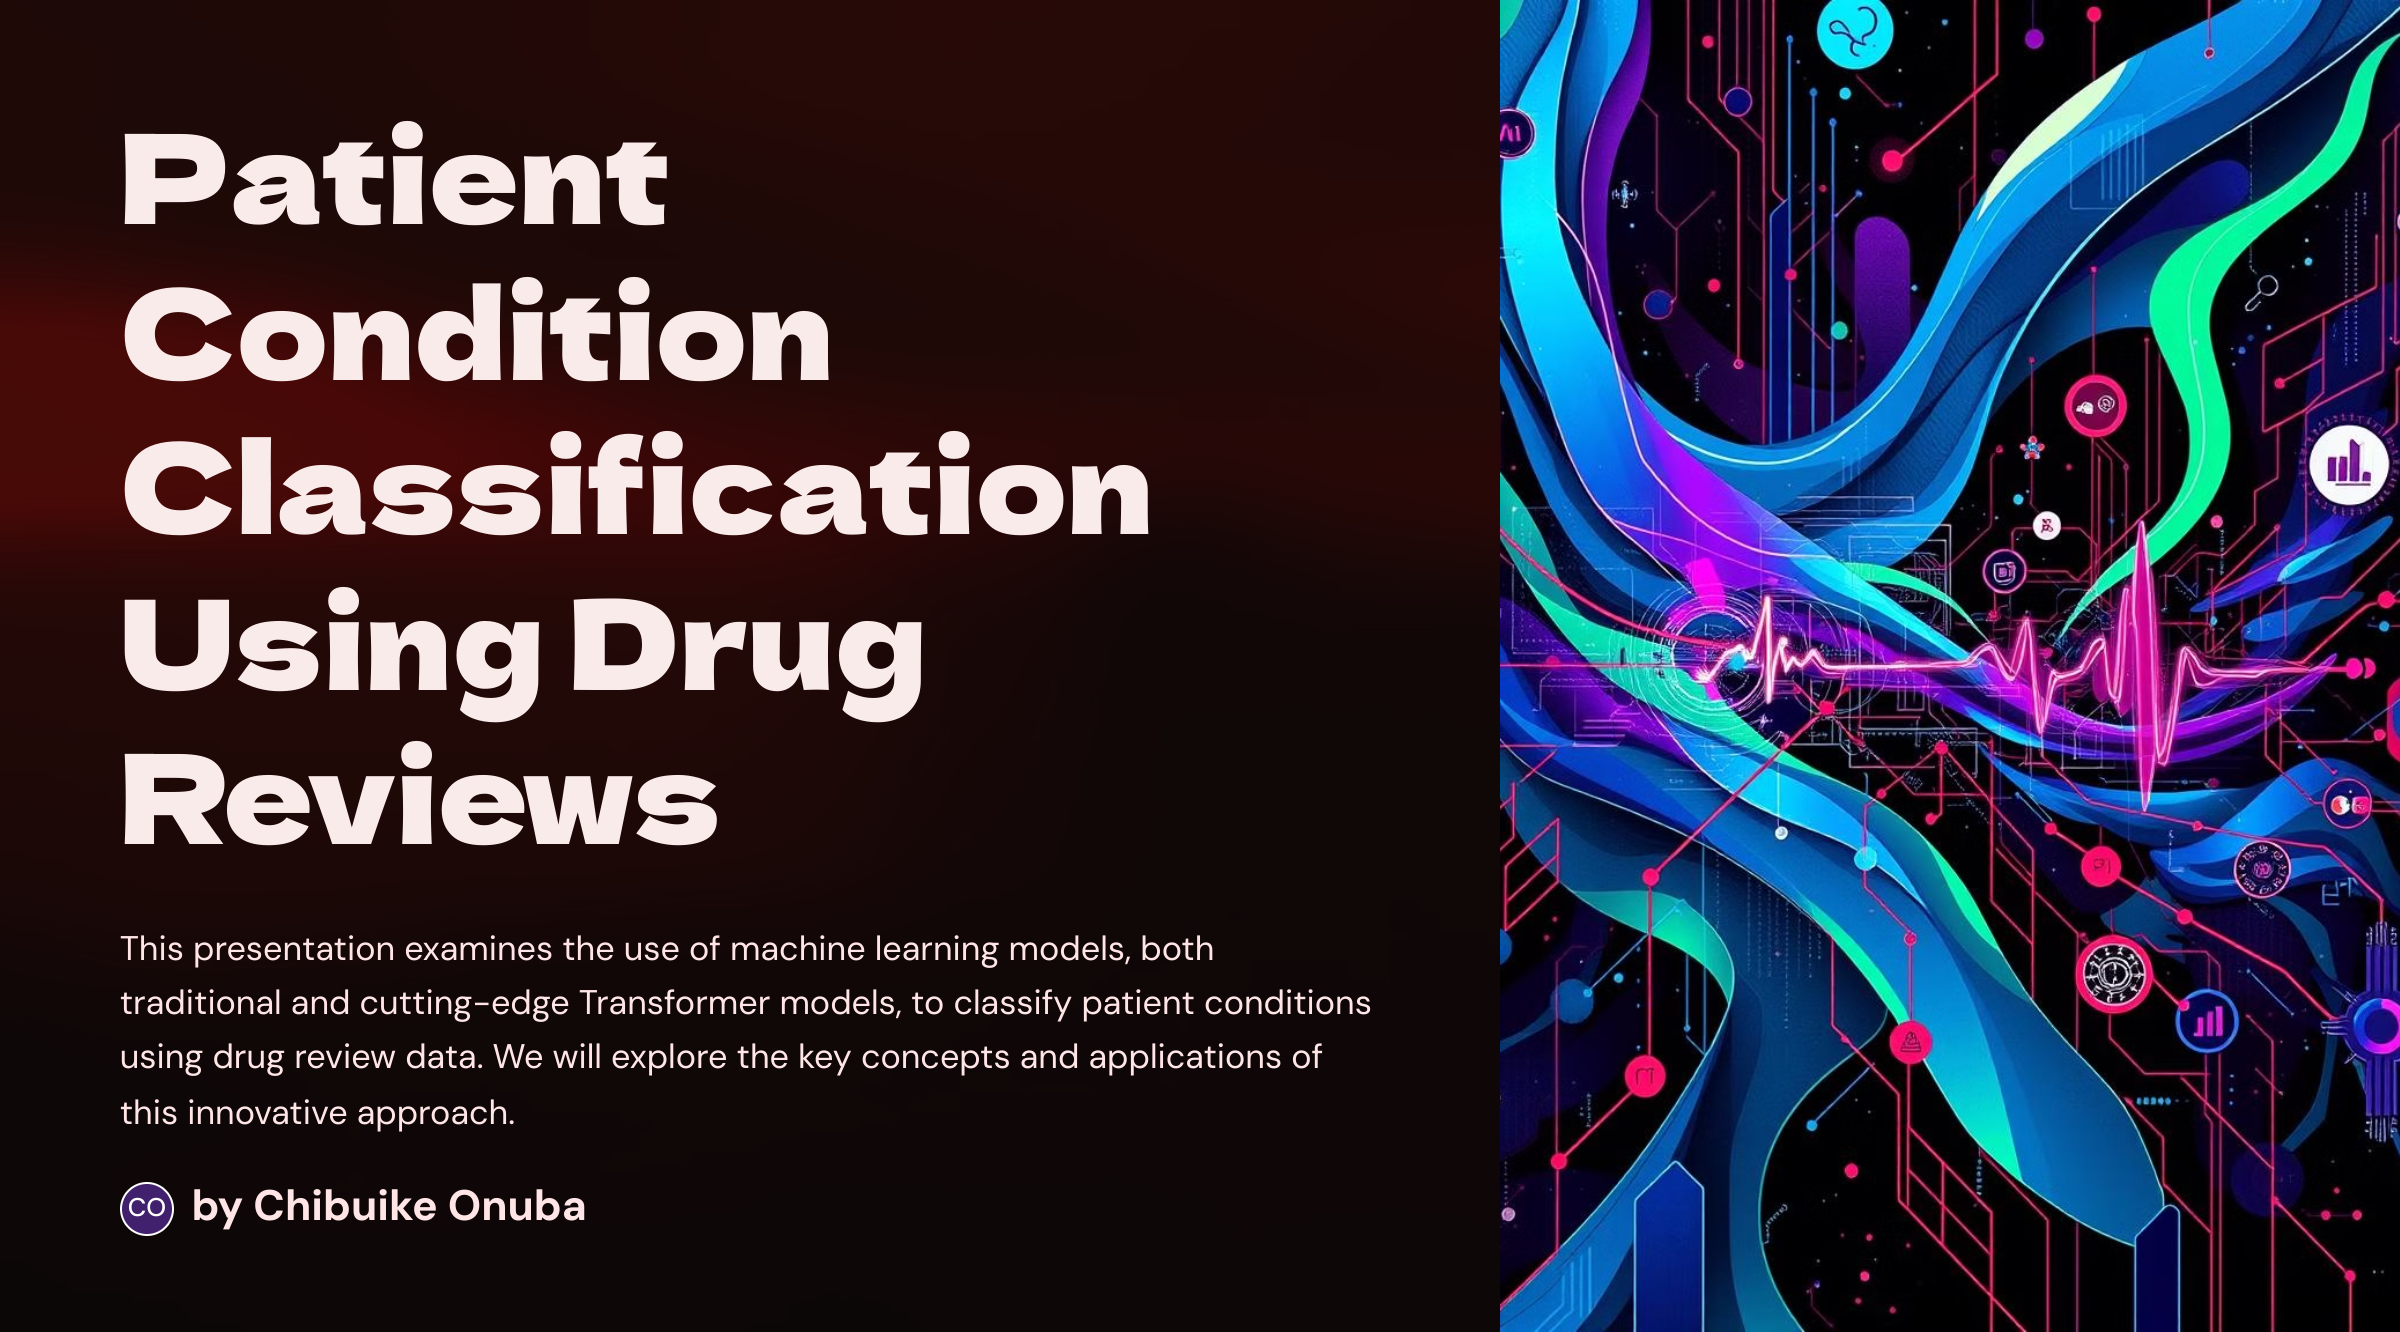 Patient
Condition
Classification
Using Drug
Reviews
This presentation examines the use of machine learning models, both
traditional and cutting-edge Transformer models, to classify patient conditions
using drug review data. We will explore the key concepts and applications of
this innovative approach.
CO by Chibuike Onuba